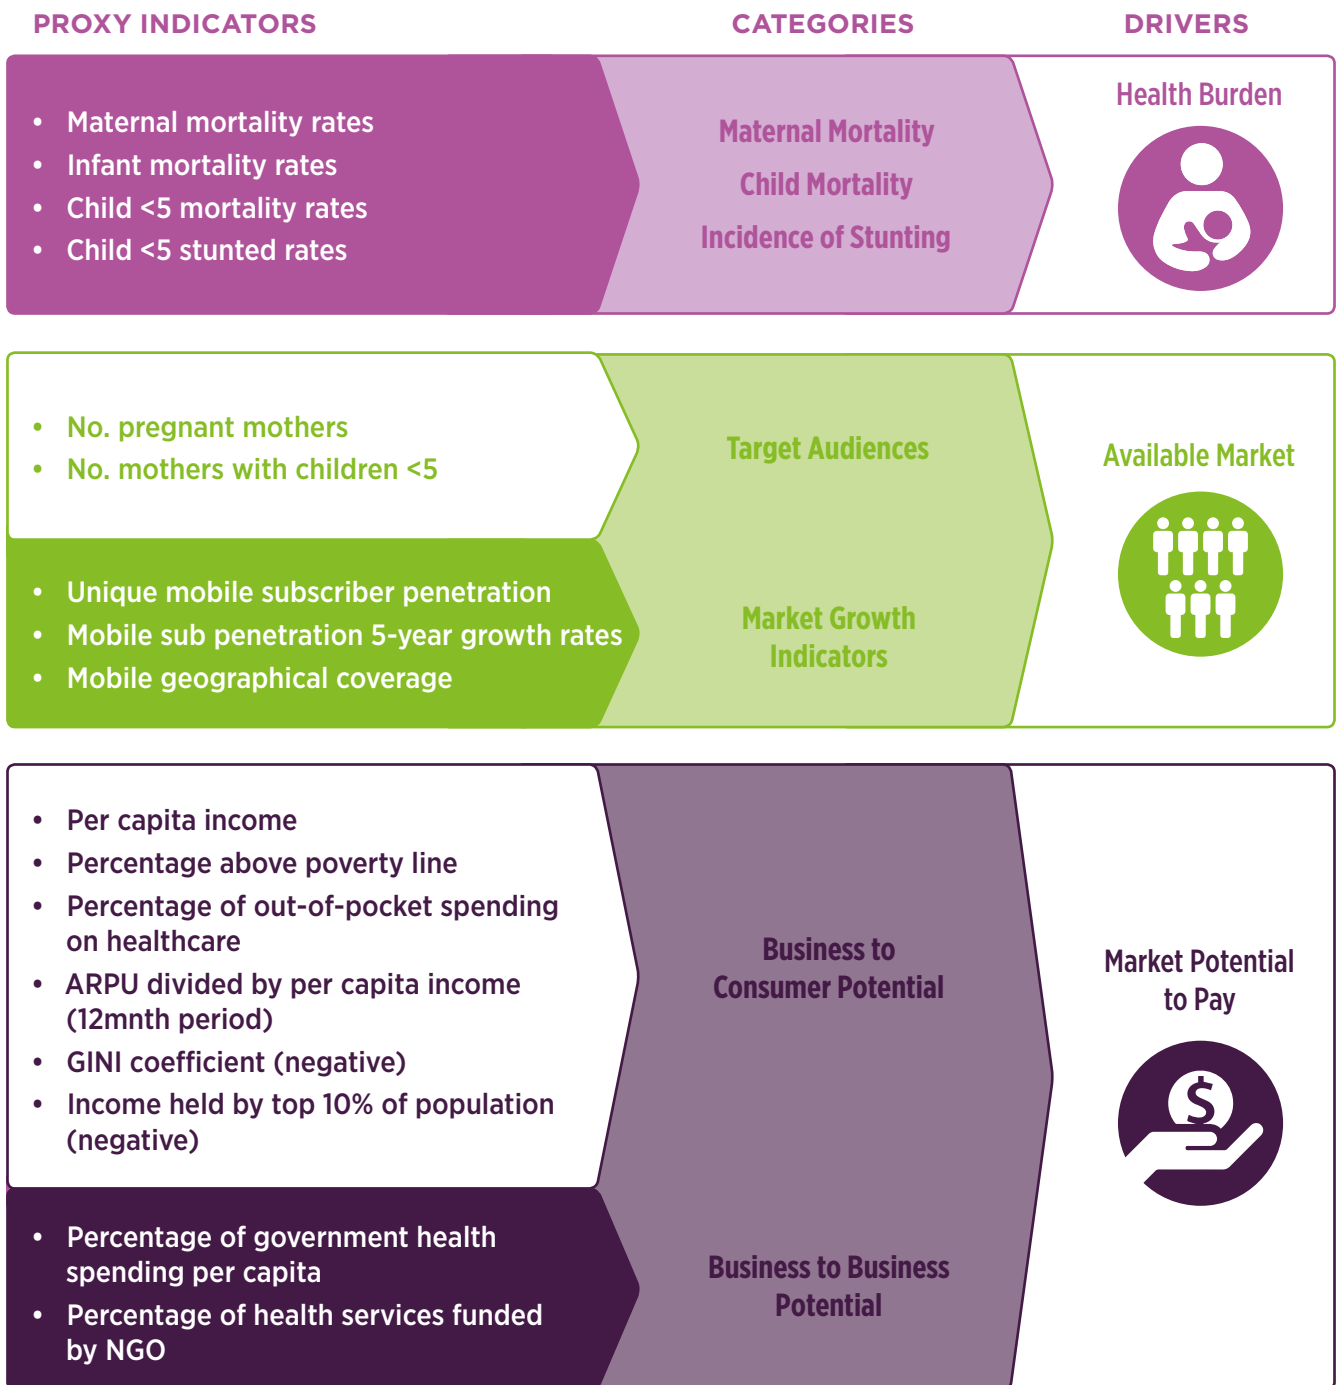 PROXY INDICATORS
CATEGORIES
DRIVERS
• Maternal mortality rates
• Infant mortality rates
• Child <5 mortality rates
• Child <5 stunted rates
Maternal Mortality
Child Mortality
Incidence of Stunting
Health Burden
• No. pregnant mothers
• No. mothers with children <5
Target Audiences
• Unique mobile subscriber penetration
• Mobile sub penetration 5-year growth rates
• Mobile geographical coverage
Market Growth
Indicators
Available Market
• Per capita income
• Percentage above poverty line
• Percentage of out-of-pocket spending
on healthcare
• ARPU divided by per capita income
(12mnth period)
• GINI coefficient (negative)
• Income held by top 10% of population
(negative)
Business to
Consumer Potential
• Percentage of government health
spending per capita
• Percentage of health services funded
by NGO
Business to Business
Potential
Market Potential
to Pay
$